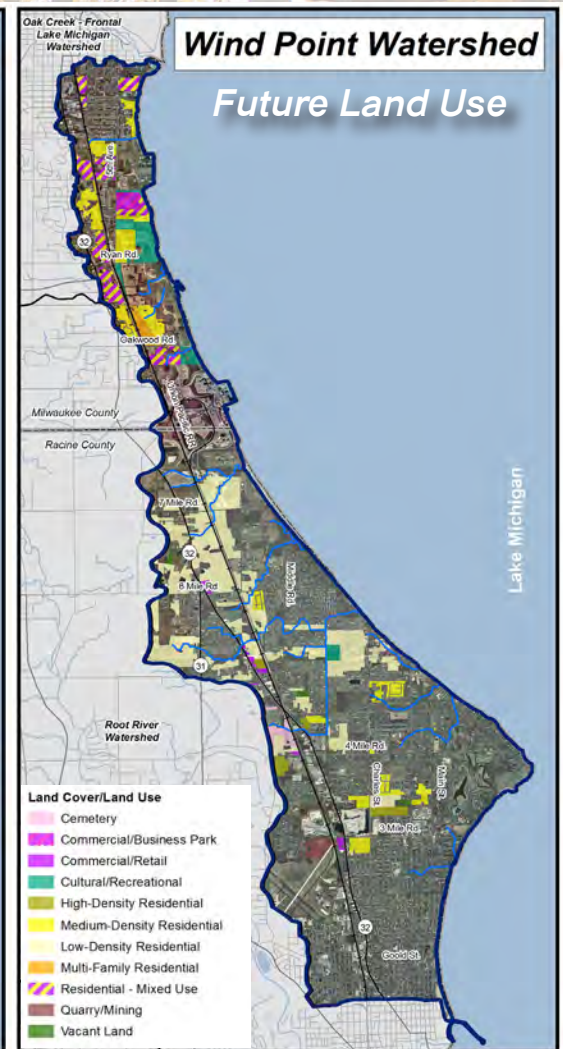 Oak Creek - Frontal
Lake Michigan
Watershed
Wind Point Watershed
Future Land Use
32
Ryan Rd.
Oakwood Rd.
Milwaukee County
Racine County
7 Mile Rd.
32
6 Mile Rd
Middle Rd.
31
Lake Michigan
Root River
Watershed
4 Mile Rd.
Charles St.
Main St.
3 Mile Rd.
32
Goold St.
Land Cover/Land Use
Cemetery
Commercial/Business Park
Commercial/Retail
Cultural/Recreational
High-Density Residential
Medium-Density Residential
Low-Density Residential
Multi-Family Residential
Residential - Mixed Use
Quarry/Mining
Vacant Land